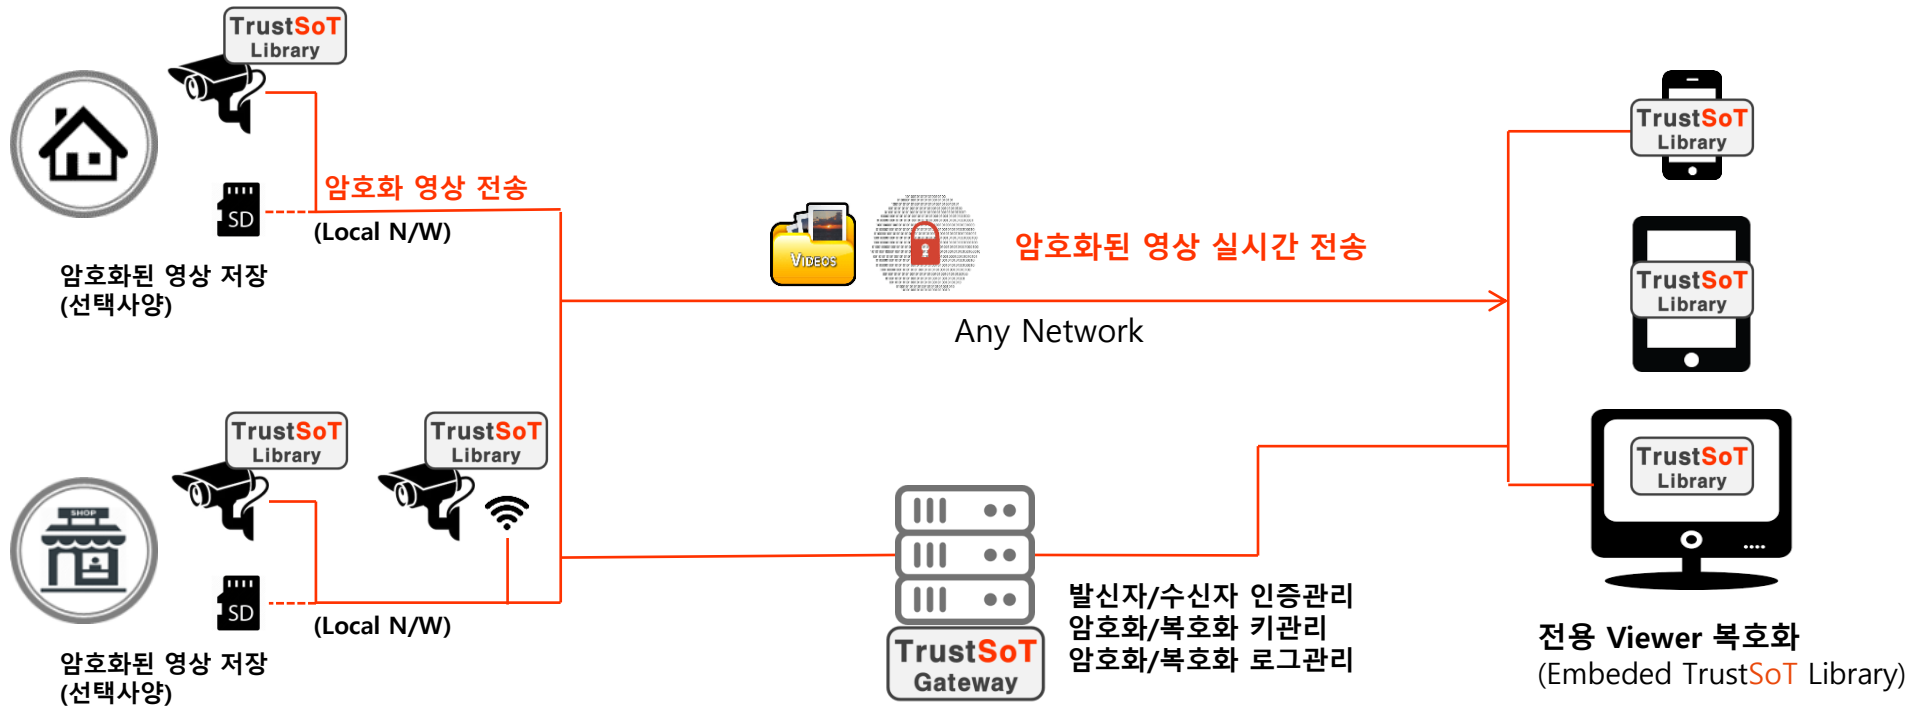 TrustSoT
Library
SD
암호화 영상 전송
(Local N/W)
암호화된 영상 저장
(선택사양)
VIDEOS
암호화된 영상 실시간 전송
Any Network
TrustSoT
Library
TrustSoT
Library
TrustSoT
Library
TrustSoT
Library
SHOP
SD
(Local N/W)
암호화된 영상 저장
(선택사양)
TrustSoT
Gateway
발신자/수신자 인증관리
암호화/복호화 키관리
암호화/복호화 로그관리
TrustSoT
Library
전용 Viewer 복호화
(Embeded TrustSoT Library)